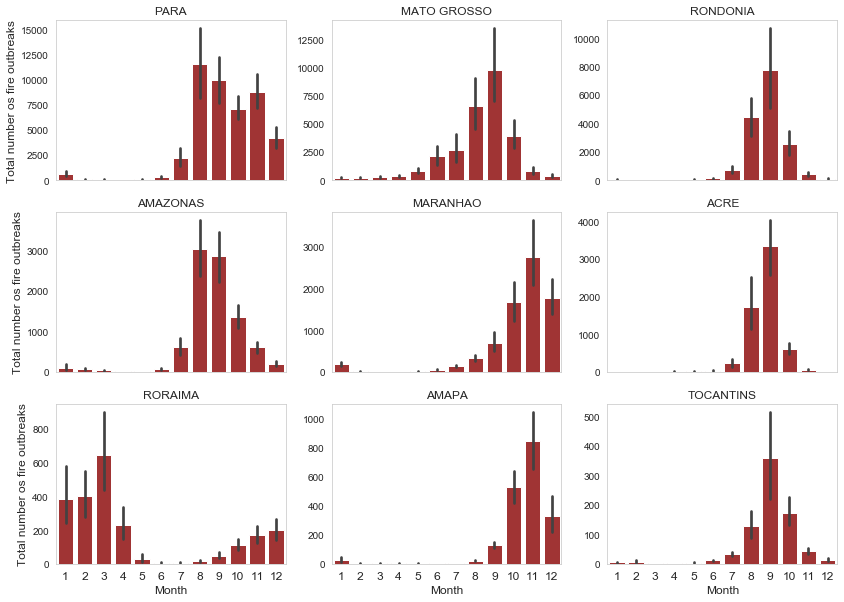 PARA MATO GROSSO RONDONIA
Total number os fire outbreaks
15000 12500 10000 7500 5000 2500 0
12500 10000 7500 5000 2500 0
10000 8000 6000 4000 2000 0
AMAZONAS MARANHAO ACRE
Total number os fire outbreaks
3000 2000 1000 0
3000 2000 1000 0
4000 3000 2000 1000 0
RORAIMA AMAPA TOCANTINS
Total number os fire outbreaks
800 600 400 200 0
1000 800 600 400 200 0
500 400 300 200 100 0
1 2 3 4 5 6 7 8 9 10 11 12
1 2 3 4 5 6 7 8 9 10 11 12
1 2 3 4 5 6 7 8 9 10 11 12
Month Month Month